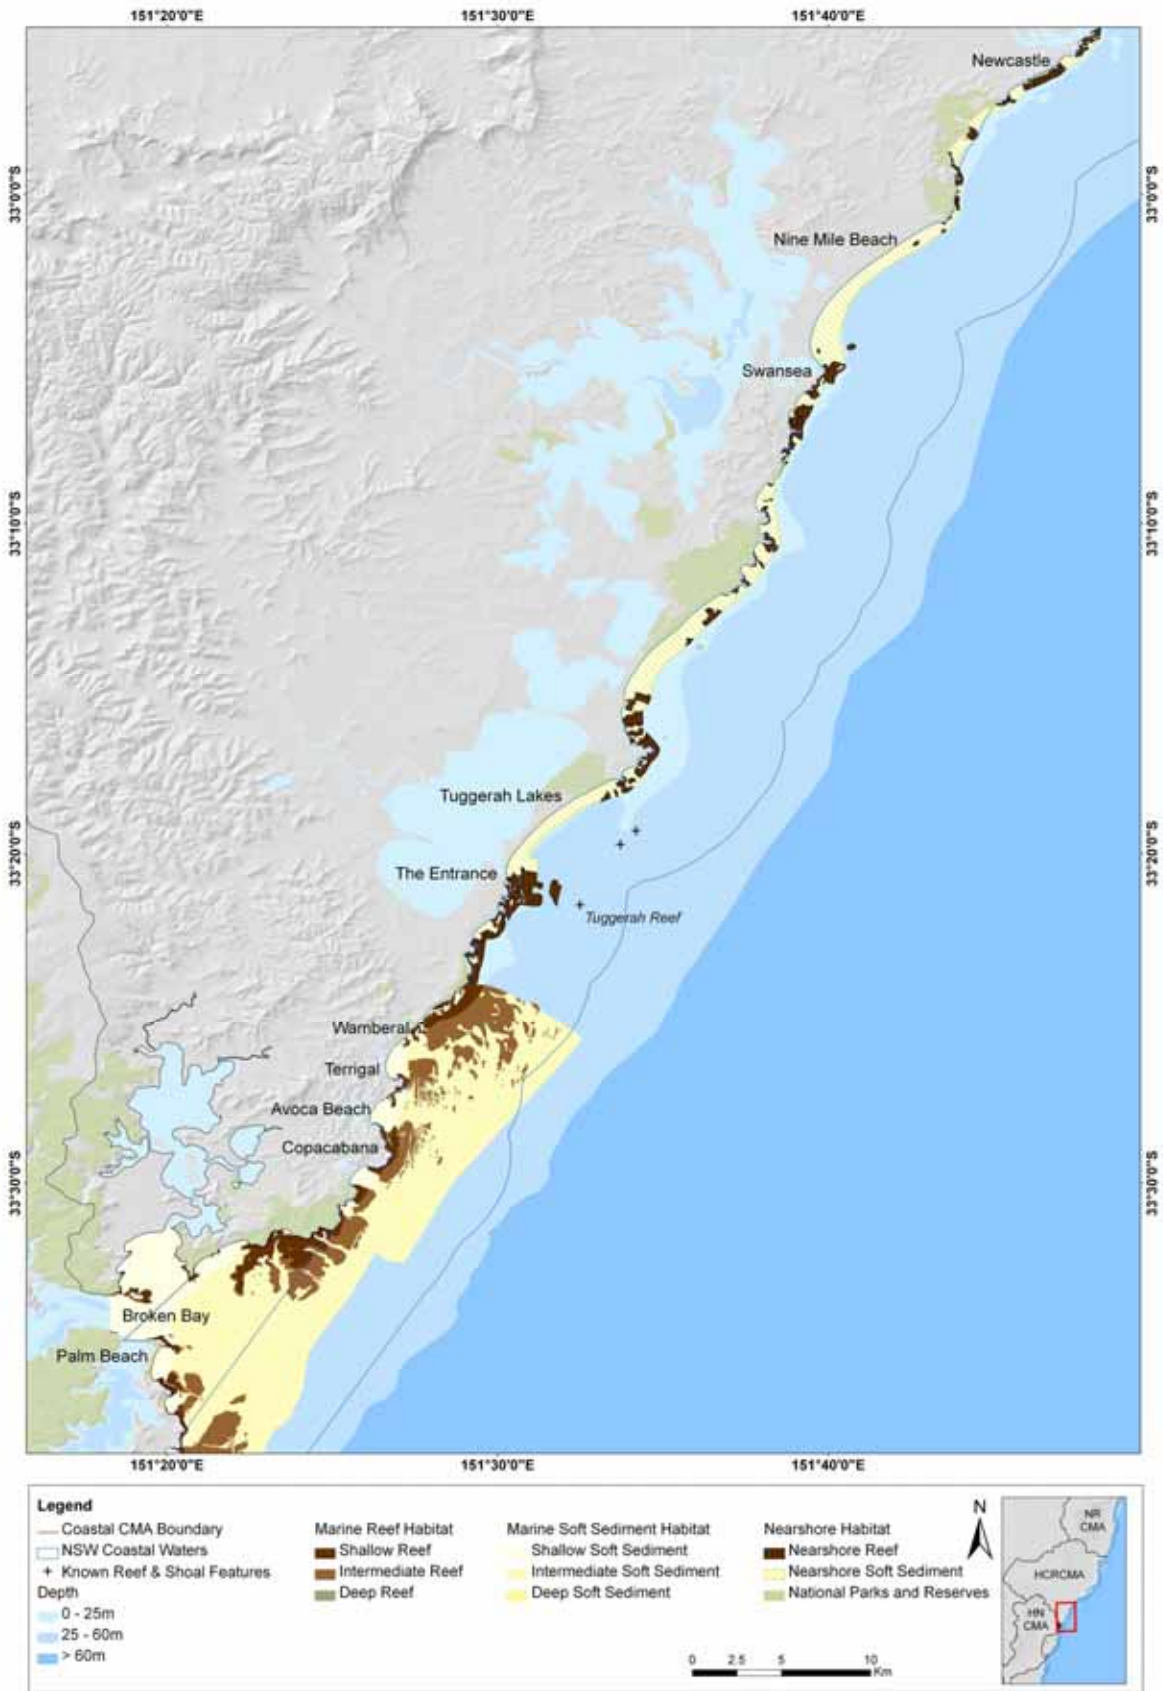 151°20'0"E 151°30'0"E 151°40'0"E
Newcastle
33°0'0"S 33°0'0"S
Nine Mile Beach
Swansea
33°10'0"S 33°10'0"S
Tuggerah Lakes
33°20'0"S 33°20'0"S
The Entrance
Tuggerah Reef
Wamberal
Terrigal
Avoca Beach
Copacabana
33°30'0"S 33°30'0"S
Broken Bay
Palm Beach
151°20'0"E 151°30'0"E 151°40'0"E
Legend
Coastal CMA Boundary
NSW Coastal Waters
Known Reef & Shoal Features
Depth
0 - 25m
25 - 60m
> 60m
Marine Reef Habitat
Shallow Reef
Intermediate Reef
Deep Reef
Marine Soft Sediment Habitat
Shallow Soft Sediment
Intermediate Soft Sediment
Deep Soft Sediment
Nearshore Habitat
Nearshore Reef
Nearshore Soft Sediment
National Parks and Reserves
0 2.5 5 10
Km
N
NR
CMA
HCRCMA
HN
CMA